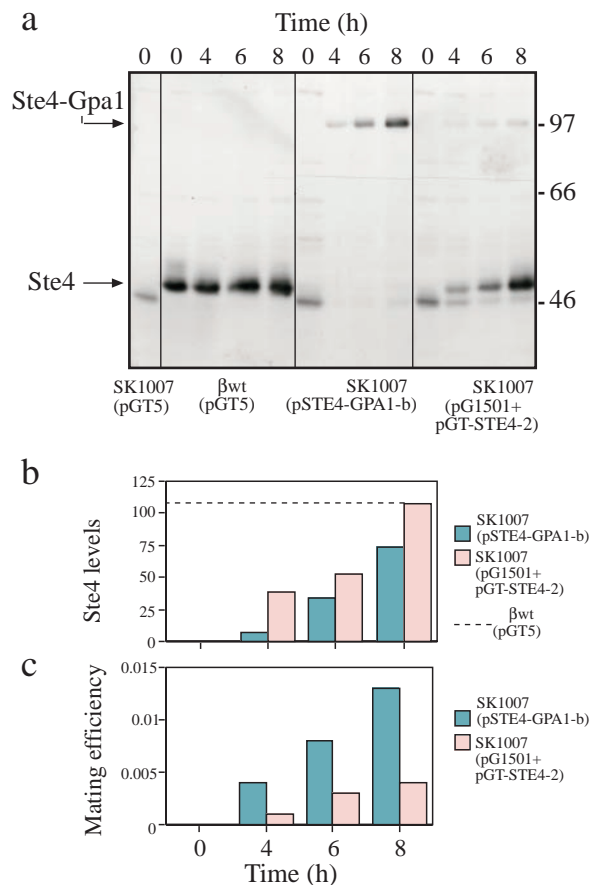 a
Time (h)
0 0 4 6 8 0 4 6 8 0 4 6 8
Ste4-Gpa1
- 97
- 66
Ste4
- 46
SK1007
(pGT5)
βwt
(pGT5)
SK1007
(pSTE4-GPA1-b)
SK1007
(pG1501+
pGT-STE4-2)
b
Ste4 levels
125
100
75
50
25
0
SK1007
(pSTE4-GPA1-b)
SK1007
(pG1501+
pGT-STE4-2)
βwt
(pGT5)
c
Mating efficiency
0.015
0.01
0.005
0
SK1007
(pSTE4-GPA1-b)
SK1007
(pG1501+
pGT-STE4-2)
0 4 6 8
Time (h)